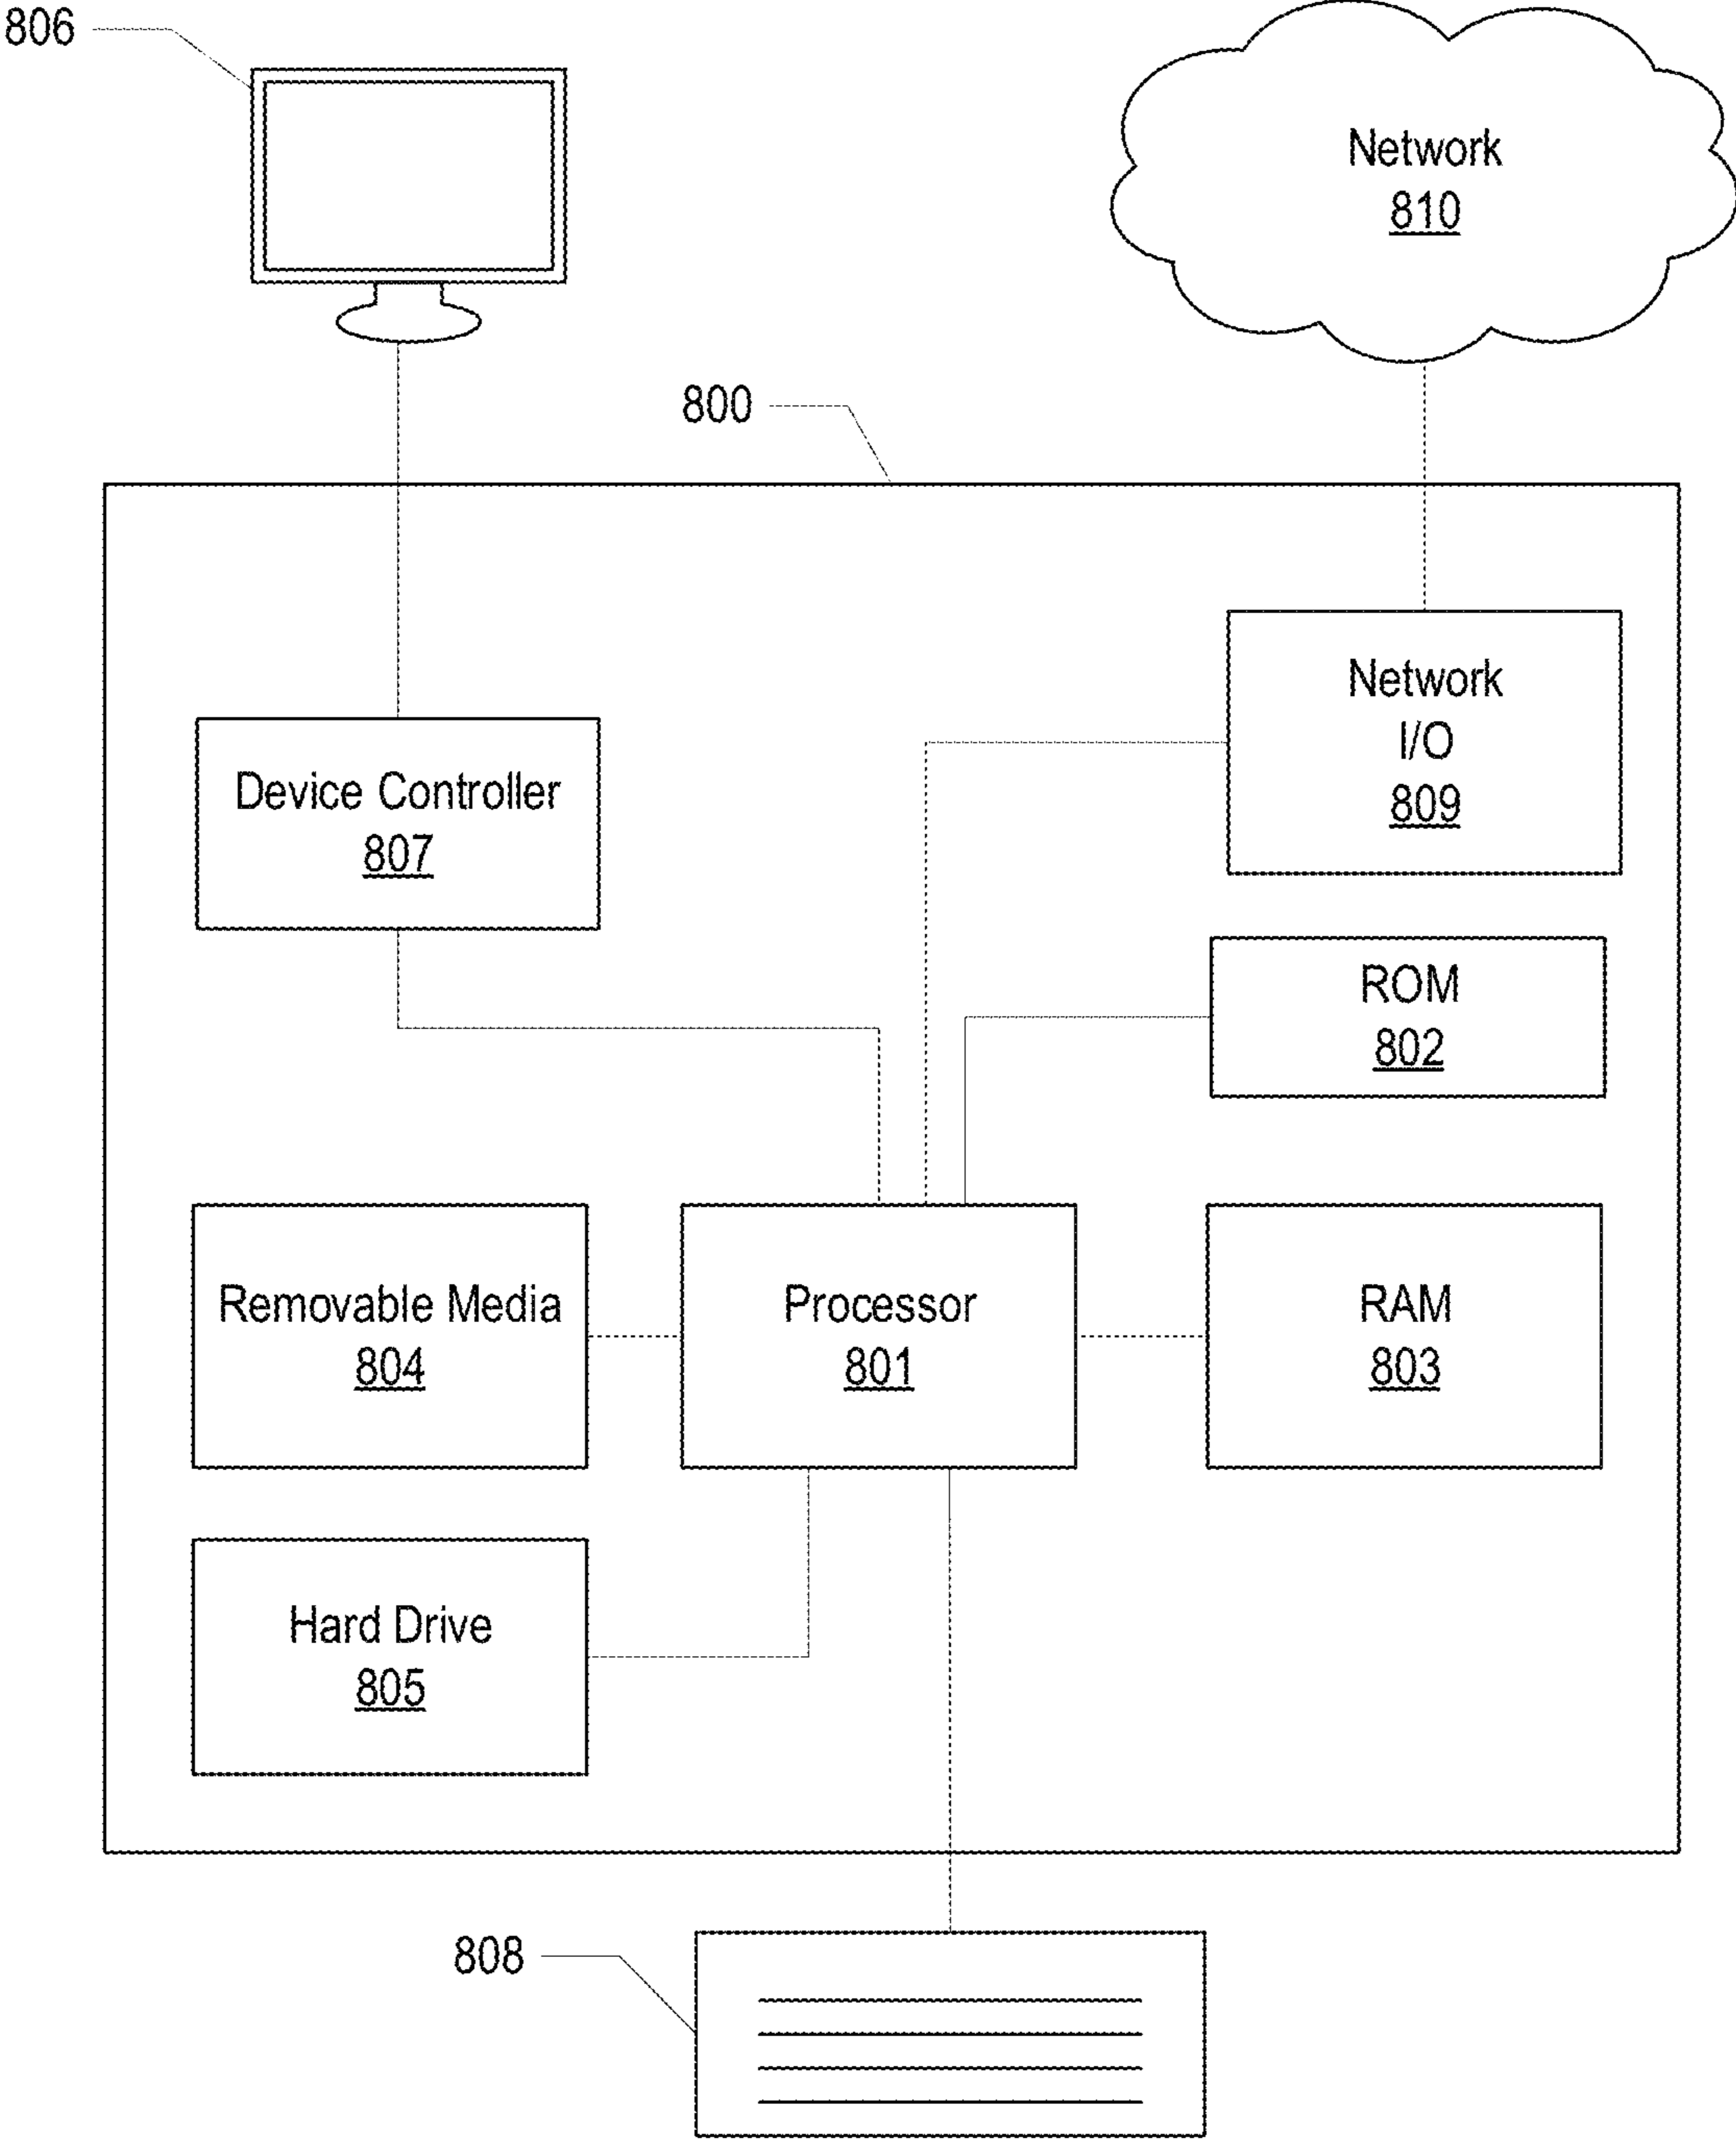 806
Network
810
800
Network
I/O
809
Device Controller
807
ROM
802
Removable Media
804
Processor
801
RAM
803
Hard Drive
805
808